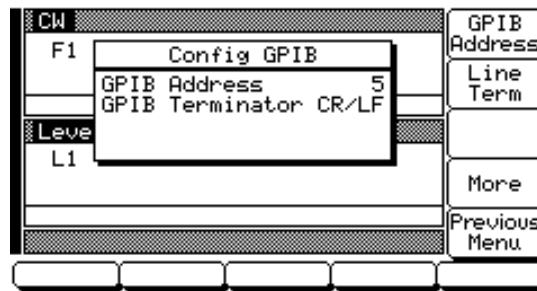 CW
F1
Config GPIB
GPIB Address 5
GPIB Terminator CR/LF
Leve
L1
GPIB
Address
Line
Term
More
Previous
Menu